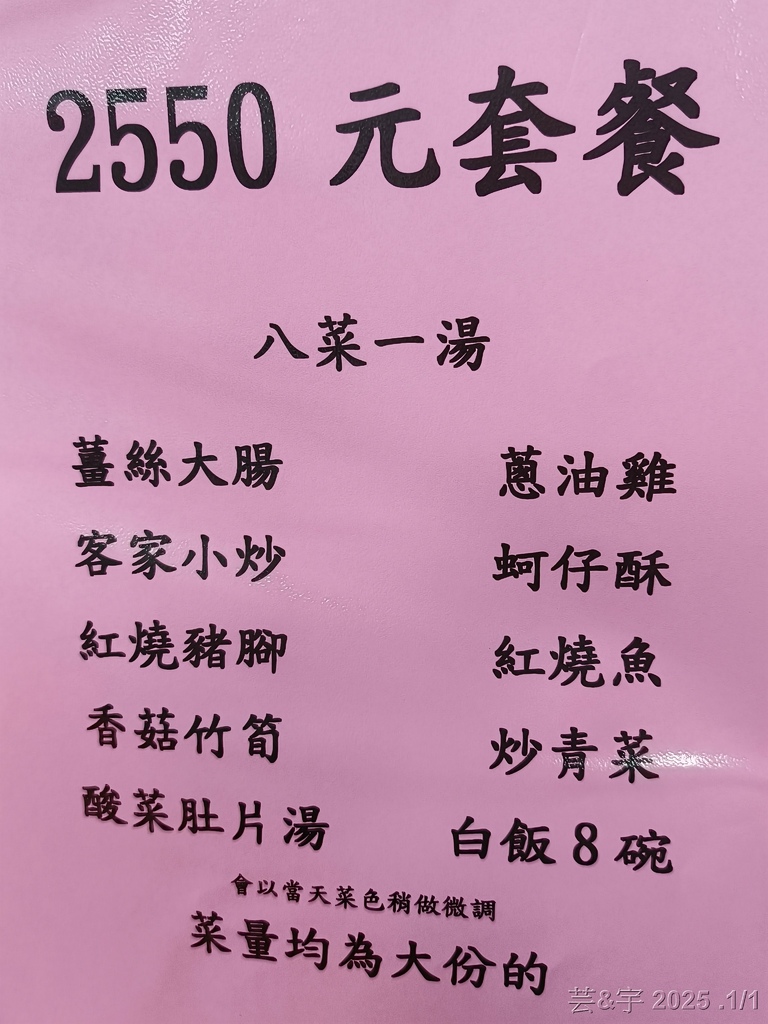 2550 元套餐
八菜一湯
薑絲大腸 蔥油雞
客家小炒 蚵仔酥
紅燒豬腳 紅燒魚
香菇竹筍 炒青菜
酸菜肚片湯 白飯8碗
會以當天菜色稍做微調
菜量均為大份的
芸&宇 2025 .1/1